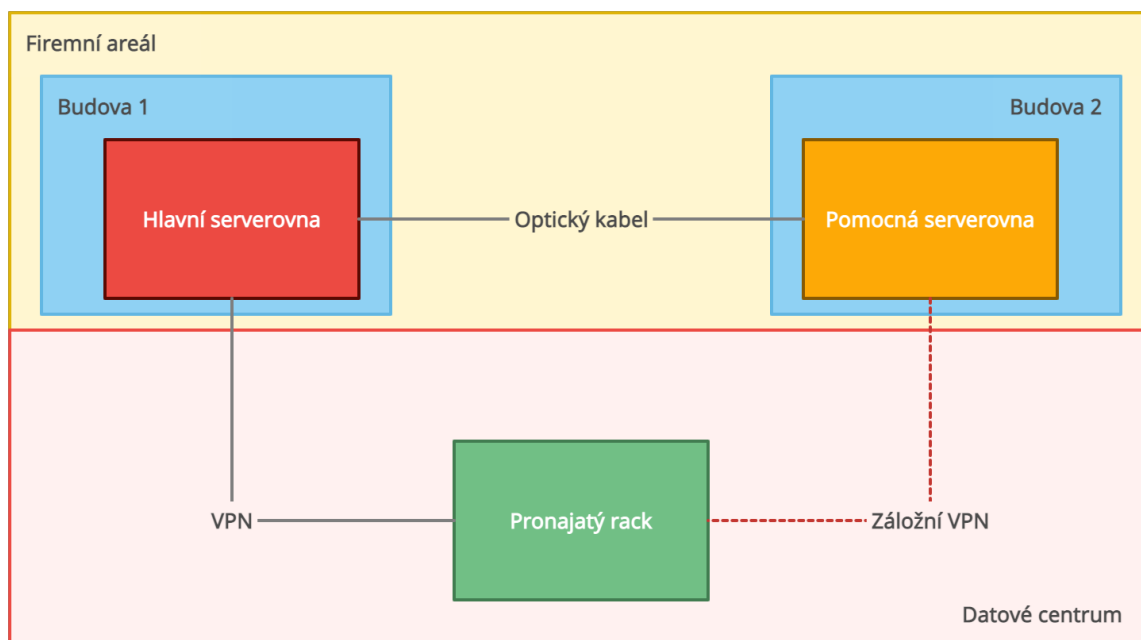 Firemní areál
Budova 1
Budova 2
Hlavní serverovna
Optický kabel
Pomocná serverovna
VPN
Pronajatý rack
Záložní VPN
Datové centrum